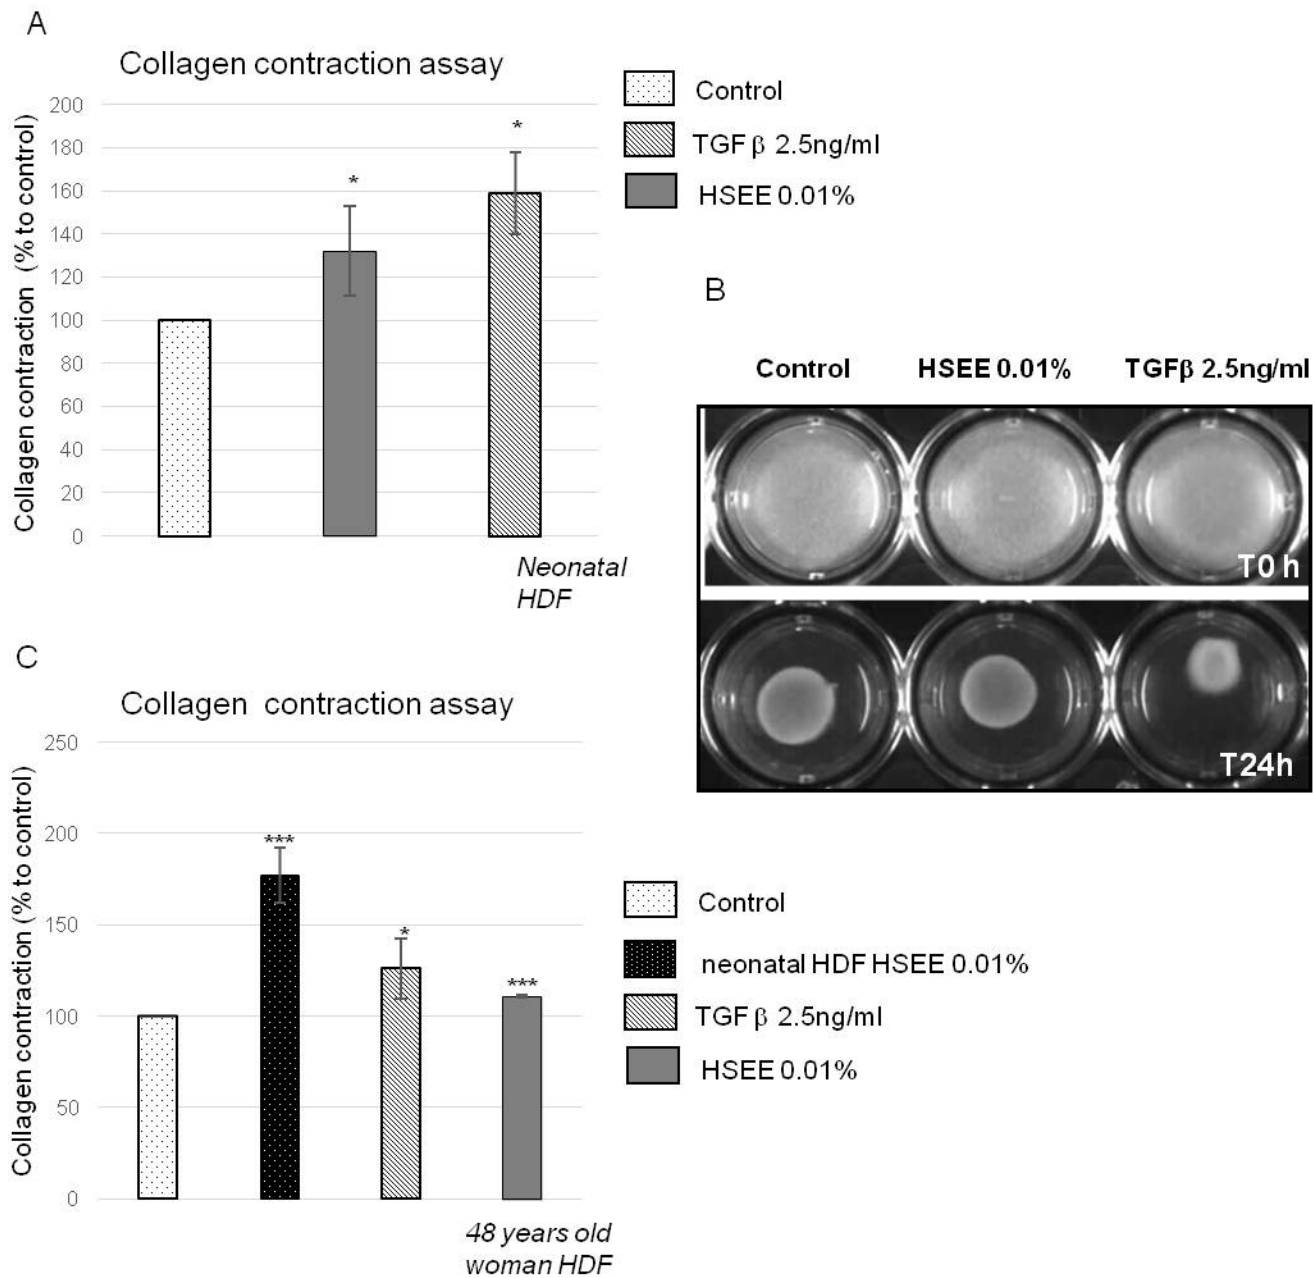 A
Collagen contraction assay
Collagen contraction (% to control)
200
180
160
140
120
100
80
60
40
20
0
*
*
Neonatal
HDF
Control
TGF β 2.5ng/ml
HSEE 0.01%
B
Control HSEE 0.01% TGFβ 2.5ng/ml
T0 h
T24h
C
Collagen contraction assay
Collagen contraction (% to control)
250
200
150
100
50
0
***
*
***
48 years old
woman HDF
Control
neonatal HDF HSEE 0.01%
TGF β 2.5ng/ml
HSEE 0.01%